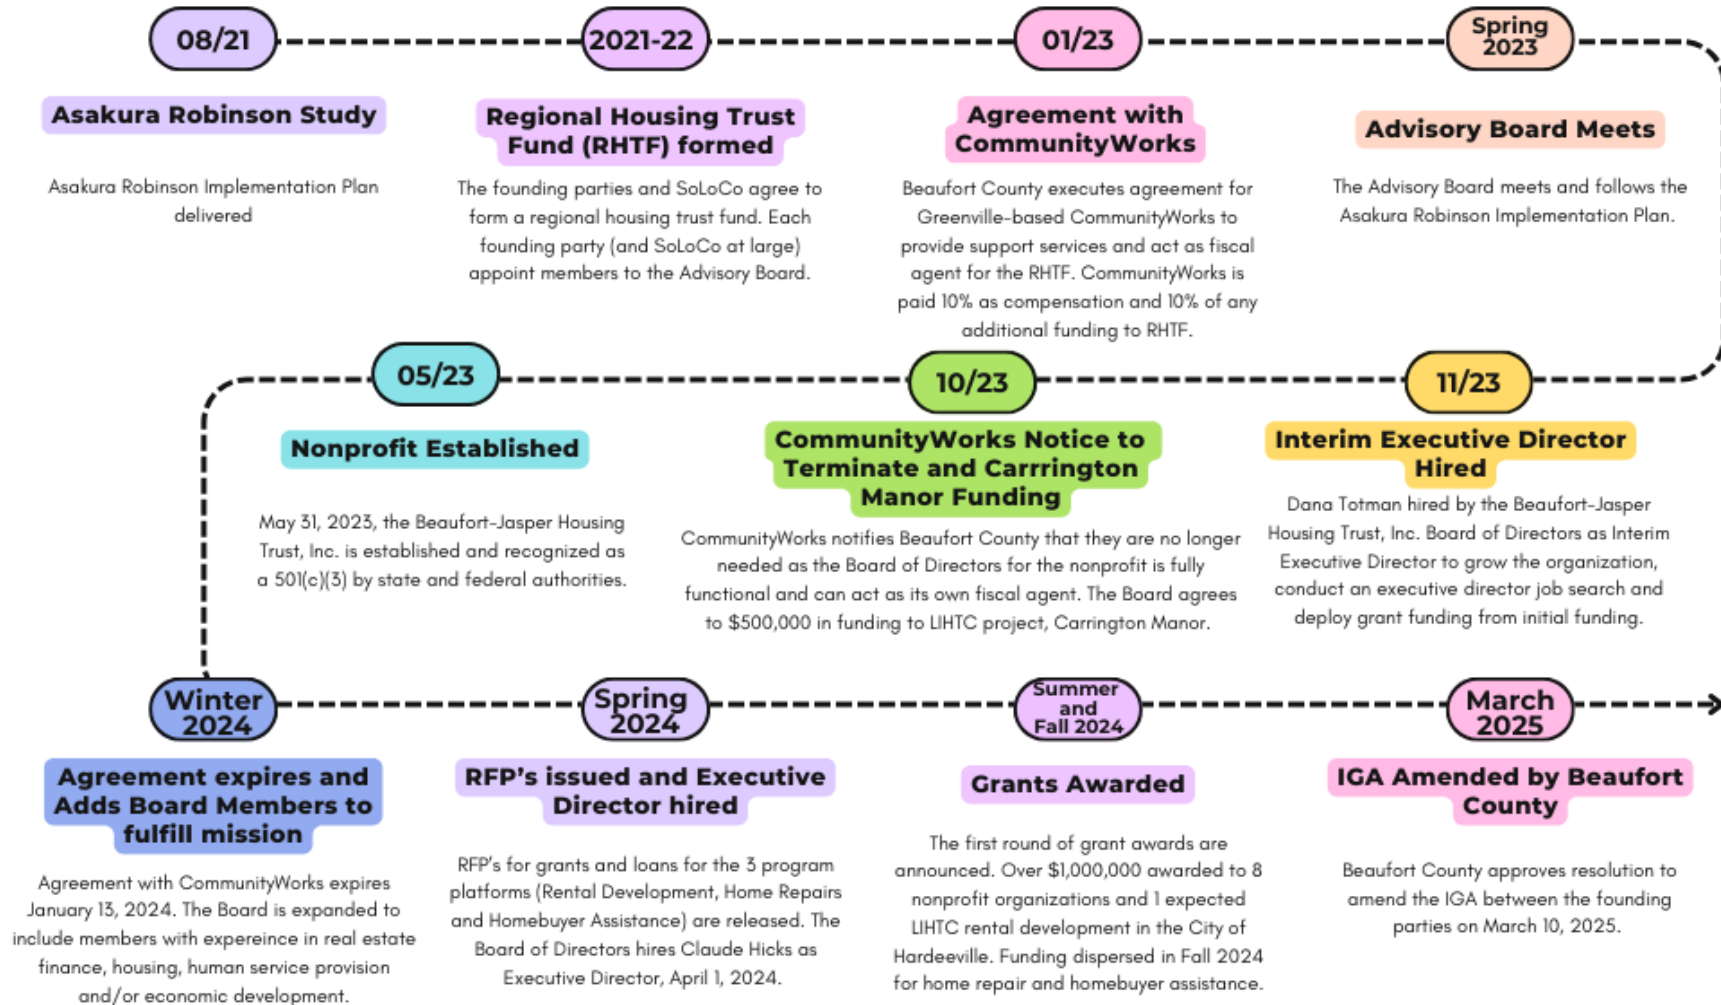 08/21
Asakura Robinson Study
Asakura Robinson Implementation Plan
delivered
2021-22
Regional Housing Trust
Fund (RHTF) formed
The founding parties and SoLoCo agree to
form a regional housing trust fund. Each
founding party (and SoLoCo at large)
appoint members to the Advisory Board.
01/23
Agreement with
CommunityWorks
Beaufort County executes agreement for
Greenville-based CommunityWorks to
provide support services and act as fiscal
agent for the RHTF. CommunityWorks is
paid 10% as compensation and 10% of any
additional funding to RHTF.
Spring
2023
Advisory Board Meets
The Advisory Board meets and follows the
Asakura Robinson Implementation Plan.
05/23
Nonprofit Established
May 31, 2023, the Beaufort-Jasper Housing
Trust, Inc. is established and recognized as
a 501(c)(3) by state and federal authorities.
10/23
CommunityWorks Notice to
Terminate and Carrrington
Manor Funding
CommunityWorks notifies Beaufort County that they are no longer
needed as the Board of Directors for the nonprofit is fully
functional and can act as its own fiscal agent. The Board agrees
to $500,000 in funding to LIHTC project, Carrington Manor.
11/23
Interim Executive Director
Hired
Dana Totman hired by the Beaufort-Jasper
Housing Trust, Inc. Board of Directors as Interim
Executive Director to grow the organization,
conduct an executive director job search and
deploy grant funding from initial funding.
Winter
2024
Agreement expires and
Adds Board Members to
fulfill mission
Agreement with CommunityWorks expires
January 13, 2024. The Board is expanded to
include members with expereince in real estate
finance, housing, human service provision
and/or economic development.
Spring
2024
RFP's issued and Executive
Director hired
RFP's for grants and loans for the 3 program
platforms (Rental Development, Home Repairs
and Homebuyer Assistance) are released. The
Board of Directors hires Claude Hicks as
Executive Director, April 1, 2024.
Summer
and
Fall 2024
Grants Awarded
The first round of grant awards are
announced. Over $1,000,000 awarded to 8
nonprofit organizations and 1 expected
LIHTC rental development in the City of
Hardeeville. Funding dispersed in Fall 2024
for home repair and homebuyer assistance.
March
2025
IGA Amended by Beaufort
County
Beaufort County approves resolution to
amend the IGA between the founding
parties on March 10, 2025.